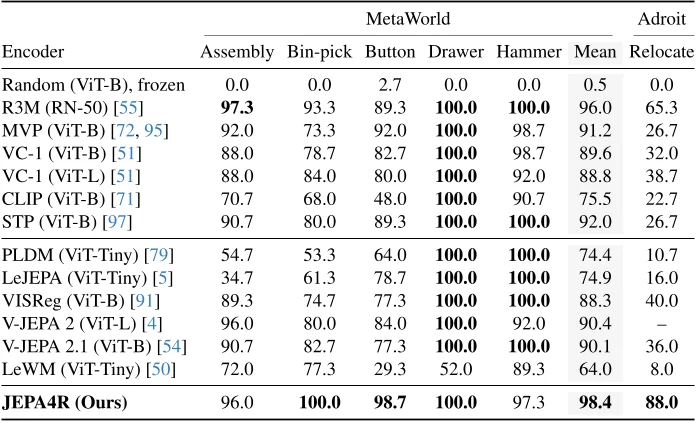 MetaWorld Adroit
Encoder Assembly Bin-pick Button Drawer Hammer Mean Relocate
Random (ViT-B), frozen 0.0 0.0 2.7 0.0 0.0 0.5 0.0
R3M (RN-50) [55] 97.3 93.3 89.3 100.0 100.0 96.0 65.3
MVP (ViT-B) [72, 95] 92.0 73.3 92.0 100.0 98.7 91.2 26.7
VC-1 (ViT-B) [51] 88.0 78.7 82.7 100.0 98.7 89.6 32.0
VC-1 (ViT-L) [51] 88.0 84.0 80.0 100.0 92.0 88.8 38.7
CLIP (ViT-B) [71] 70.7 68.0 48.0 100.0 90.7 75.5 22.7
STP (ViT-B) [97] 90.7 80.0 89.3 100.0 100.0 92.0 26.7
PLDM (ViT-Tiny) [79] 54.7 53.3 64.0 100.0 100.0 74.4 10.7
LeJEPA (ViT-Tiny) [5] 34.7 61.3 78.7 100.0 100.0 74.9 16.0
VISReg (ViT-B) [91] 89.3 74.7 77.3 100.0 100.0 88.3 40.0
V-JEPA 2 (ViT-L) [4] 96.0 80.0 84.0 100.0 92.0 90.4 –
V-JEPA 2.1 (ViT-B) [54] 90.7 82.7 77.3 100.0 100.0 90.1 36.0
LeWM (ViT-Tiny) [50] 72.0 77.3 29.3 52.0 89.3 64.0 8.0
JEPA4R (Ours) 96.0 100.0 98.7 100.0 97.3 98.4 88.0